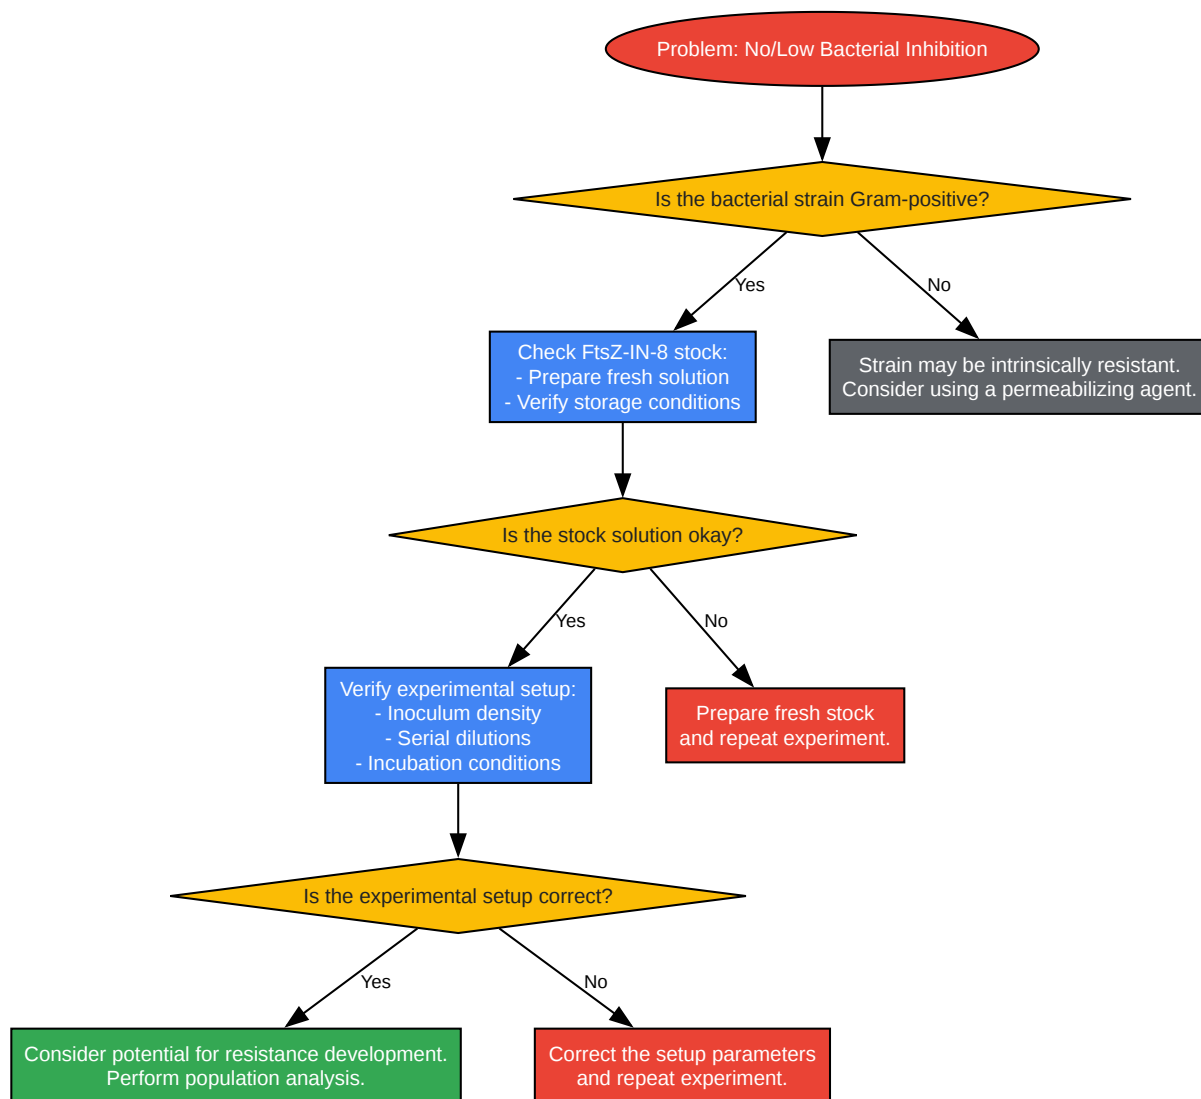 Problem: No/Low Bacterial Inhibition
Is the bacterial strain Gram-positive?
Yes
No
Check FtsZ-IN-8 stock:
- Prepare fresh solution
- Verify storage conditions
Strain may be intrinsically resistant.
Consider using a permeabilizing agent.
Is the stock solution okay?
Yes
No
Verify experimental setup:
- Inoculum density
- Serial dilutions
- Incubation conditions
Prepare fresh stock
and repeat experiment.
Is the experimental setup correct?
Yes
No
Consider potential for resistance development.
Perform population analysis.
Correct the setup parameters
and repeat experiment.